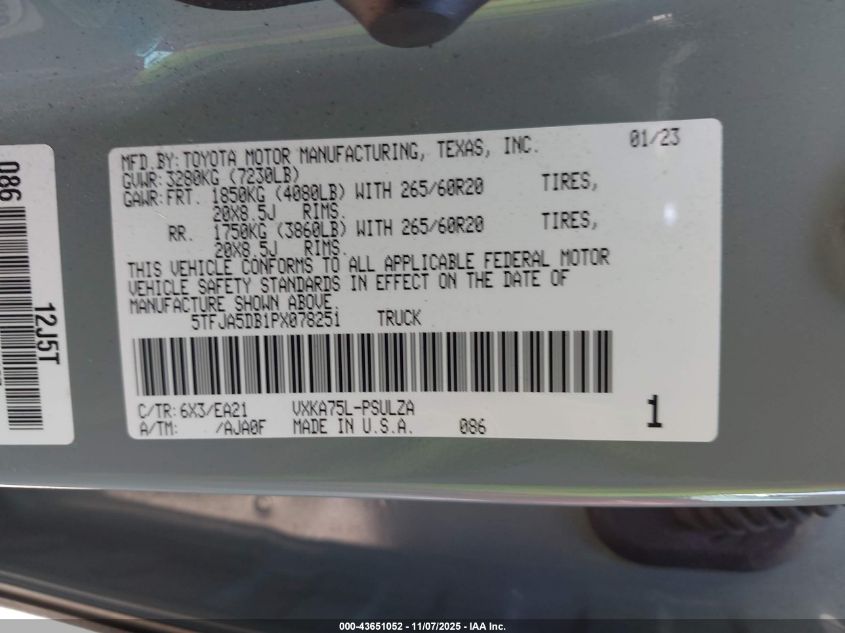 MFD.BY:TOYOTA MOTOR MANUFACTURING, TEXAS, INC. 01/23
GVWR:3280KG (7230LB)
GAWR:FRT. 1850KG (4080LB) WITH 265/60R20 TIRES,
20X8.5J RIMS.
RR. 1750KG (3860LB) WITH 265/60R20 TIRES,
20X8.5J RIMS.
THIS VEHICLE CONFORMS TO ALL APPLICABLE FEDERAL MOTOR
VEHICLE SAFETY STANDARDS IN EFFECT ON THE DATE OF
MANUFACTURE SHOWN ABOVE.
5TFJA5DB1PX078251 TRUCK
C/TR:6X3/EA21 VXKA75L-PSULZA
A/TM: /AJA0F MADE IN U.S.A. 086
1
086
12J5T
000-43651052 - 11/07/2025 - IAA Inc.